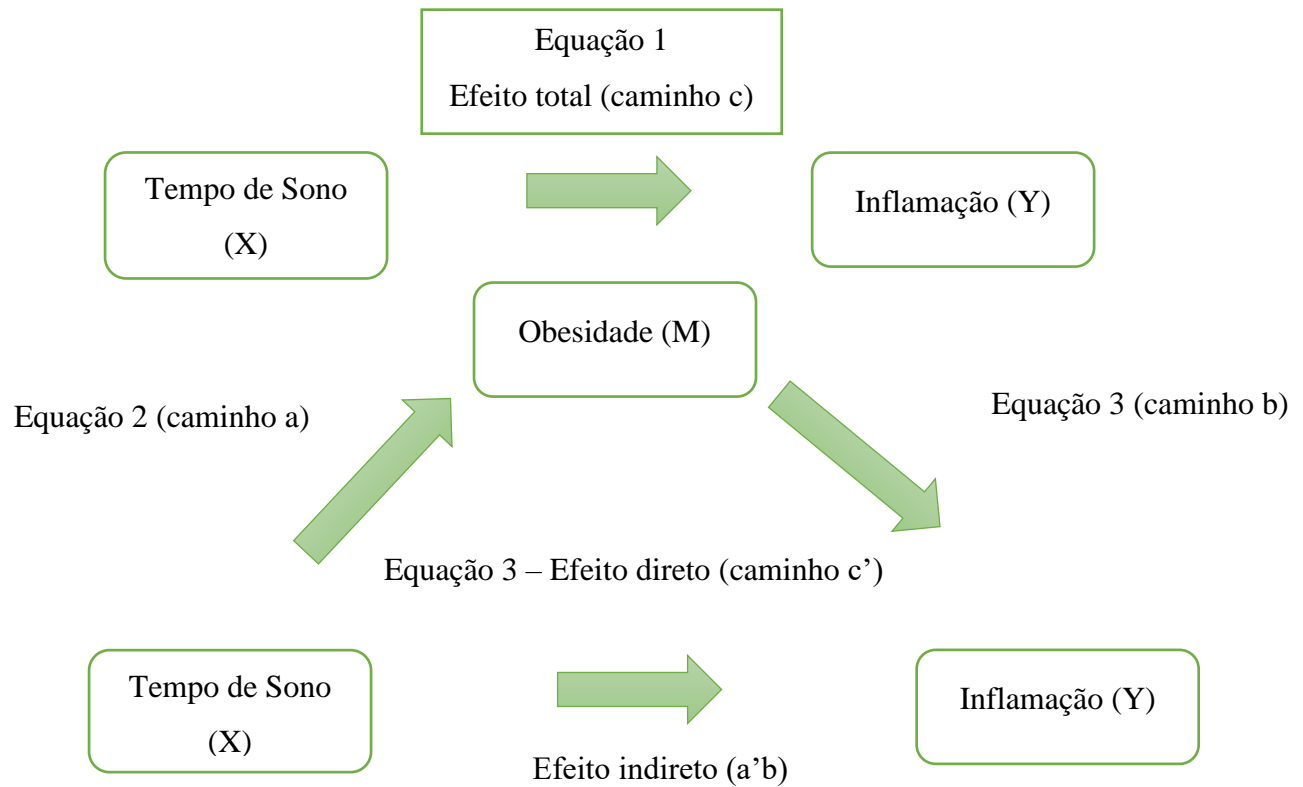 Equação 1
Efeito total (caminho c)
Tempo de Sono
(X)
Inflamação (Y)
Obesidade (M)
Equação 2 (caminho a)
Equação 3 (caminho b)
Equação 3 – Efeito direto (caminho c’)
Tempo de Sono
(X)
Inflamação (Y)
Efeito indireto (a’b)